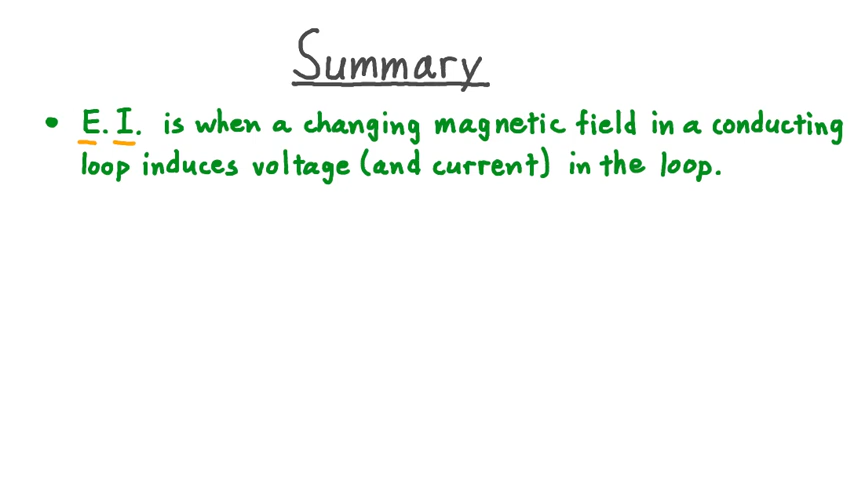 Summary
• E.I. is when a changing magnetic field in a conducting
loop induces voltage (and current) in the loop.